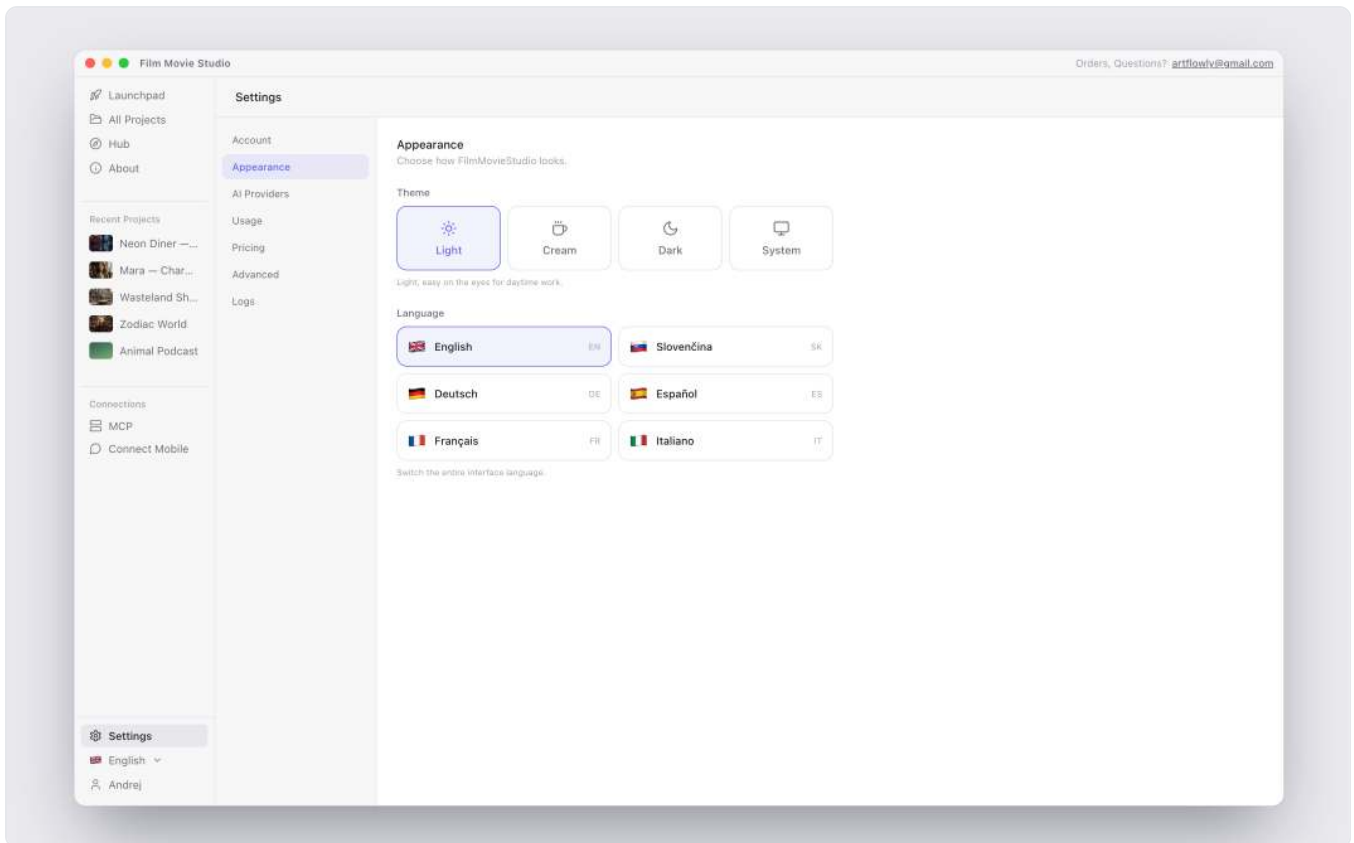 Film Movie Studio
Orders, Questions? artflowly@gmail.com
Launchpad
All Projects
Hub
About
Recent Projects
Neon Diner —...
Mara — Char...
Wasteland Sh...
Zodiac World
Animal Podcast
Connections
MCP
Connect Mobile
Settings
English
Andrej
Settings
Account
Appearance
AI Providers
Usage
Pricing
Advanced
Logs
Appearance
Choose how FilmMovieStudio looks.
Theme
Light
Cream
Dark
System
Light, easy on the eyes for daytime work.
Language
English EN
Slovenčina SK
Deutsch DE
Español ES
Français FR
Italiano IT
Switch the entire interface language.